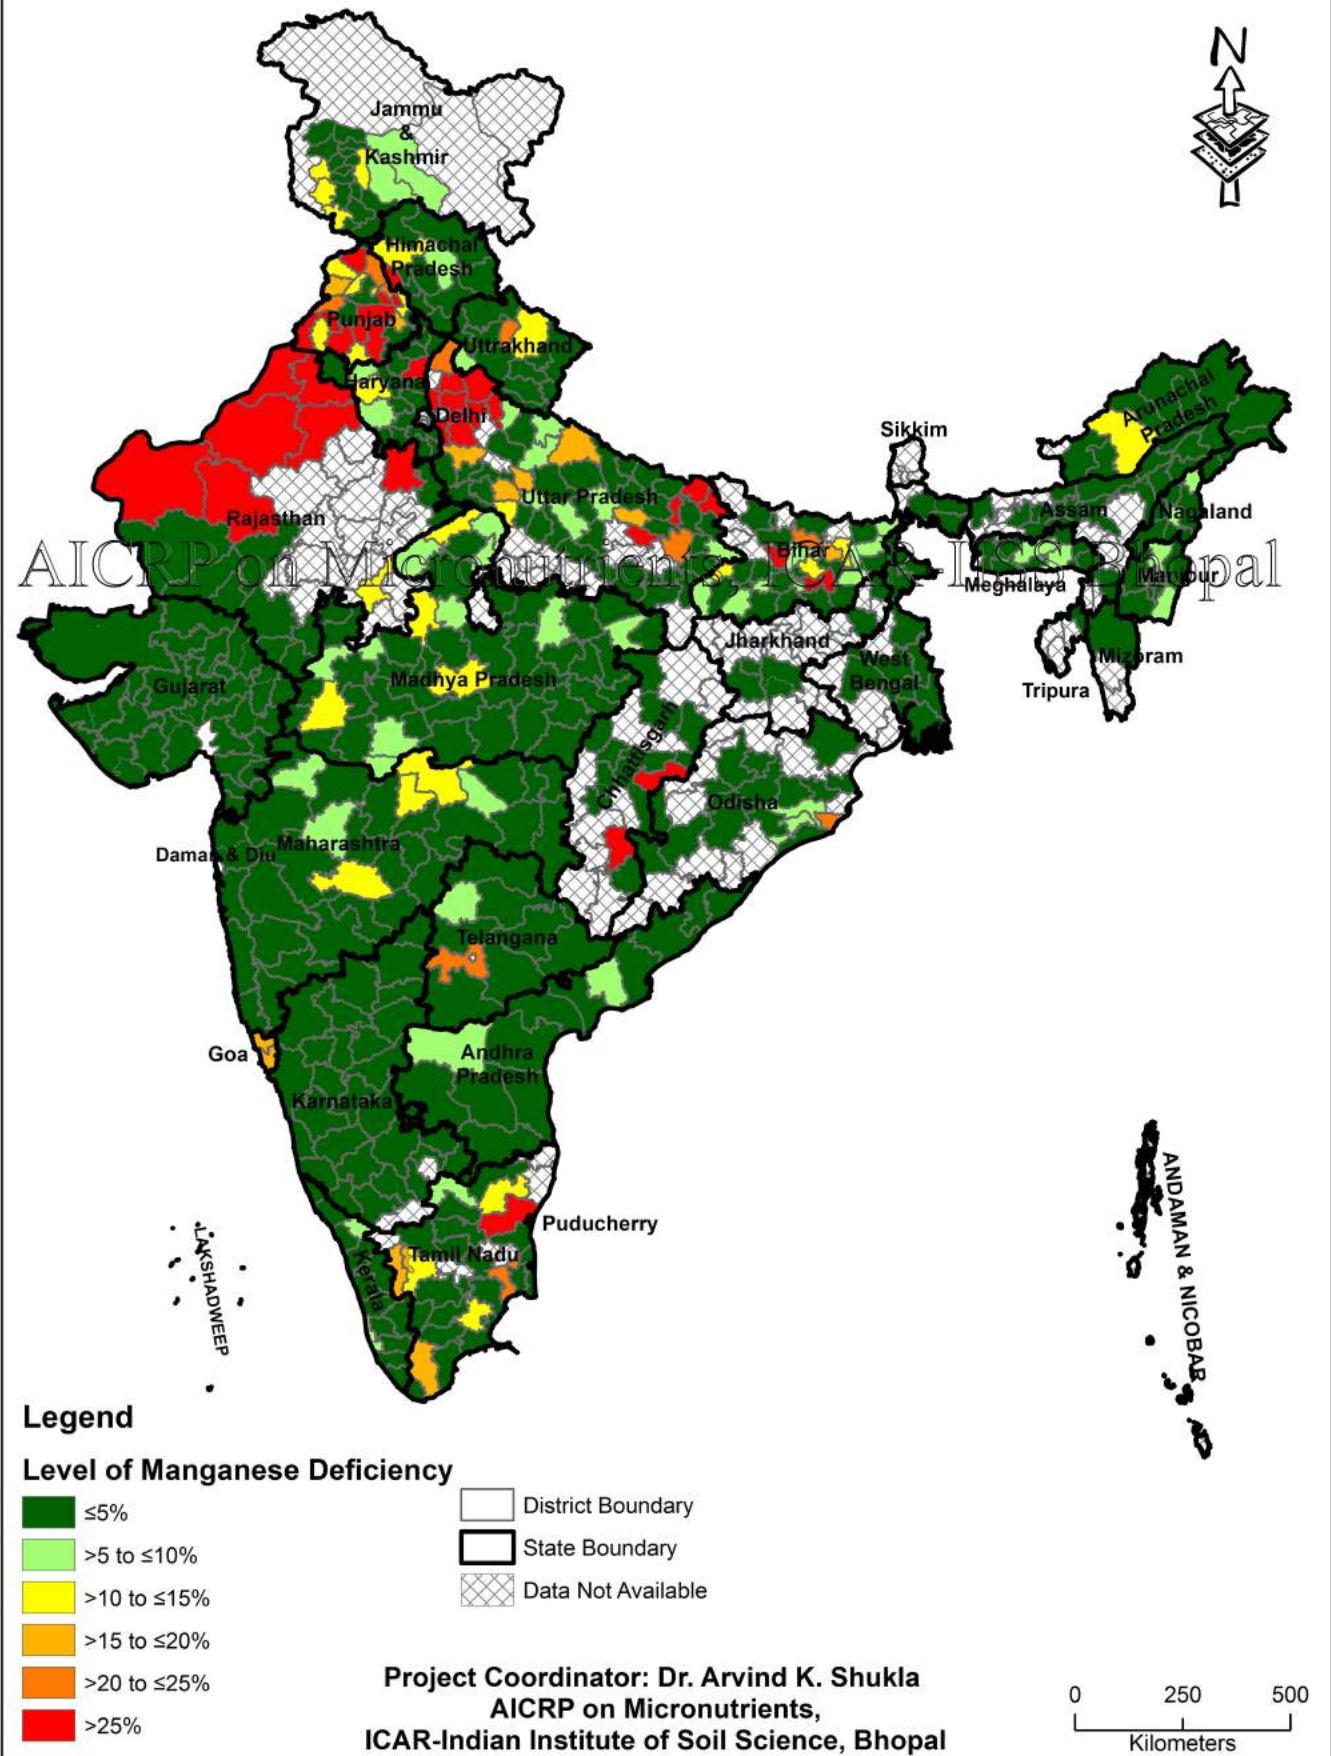 N
Jammu
&
Kashmir
Himachal
Pradesh
Punjab
Uttrakhand
Haryana
Delhi
Arunachal
Pradesh
Sikkim
Uttar Pradesh
Rajasthan
Assam
Nagaland
Bihar
AICRP on Micronutrients, ICAR-IISS Bhopal
Meghalaya
Manipur
Jharkhand
West
Bengal
Mizoram
Tripura
Gujarat
Madhya Pradesh
Chhattisgarh
Odisha
Maharashtra
Daman & Diu
Telangana
Goa
Andhra
Pradesh
Karnataka
Puducherry
Tamil Nadu
Kerala
LAKSHADWEEP
ANDAMAN & NICOBAR
Legend
Level of Manganese Deficiency
≤5%
>5 to ≤10%
>10 to ≤15%
>15 to ≤20%
>20 to ≤25%
>25%
District Boundary
State Boundary
Data Not Available
Project Coordinator: Dr. Arvind K. Shukla
AICRP on Micronutrients,
ICAR-Indian Institute of Soil Science, Bhopal
0 250 500
Kilometers